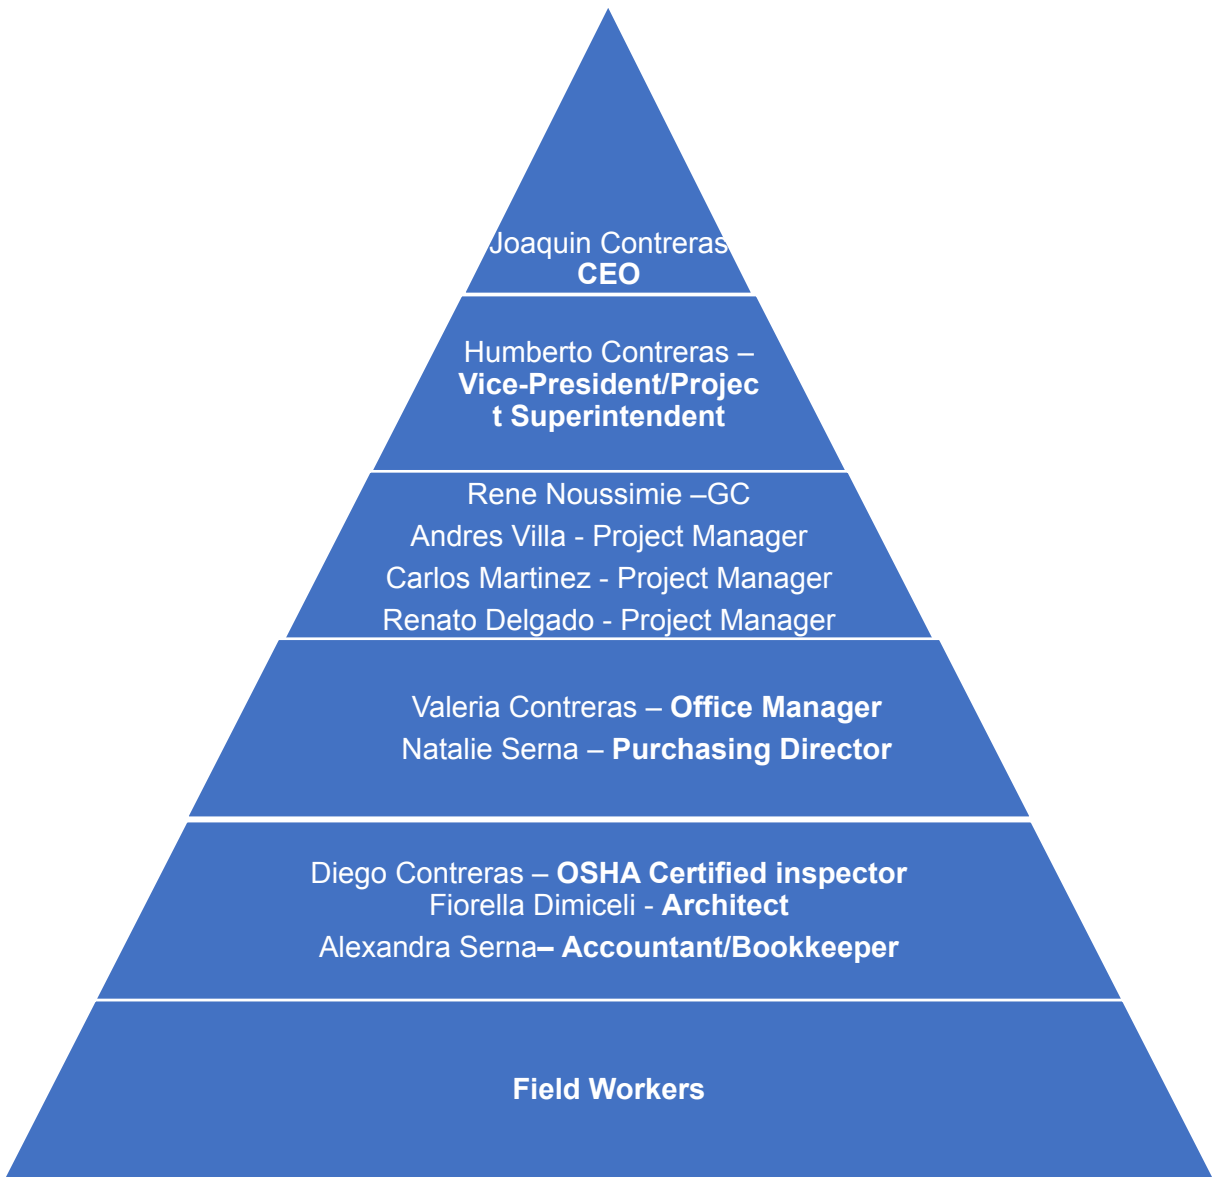 Joaquin Contreras
CEO
Humberto Contreras –
Vice-President/Projec
t Superintendent
Rene Noussimie –GC
Andres Villa - Project Manager
Carlos Martinez - Project Manager
Renato Delgado - Project Manager
Valeria Contreras – Office Manager
Natalie Serna – Purchasing Director
Diego Contreras – OSHA Certified inspector
Fiorella Dimiceli - Architect
Alexandra Serna– Accountant/Bookkeeper
Field Workers